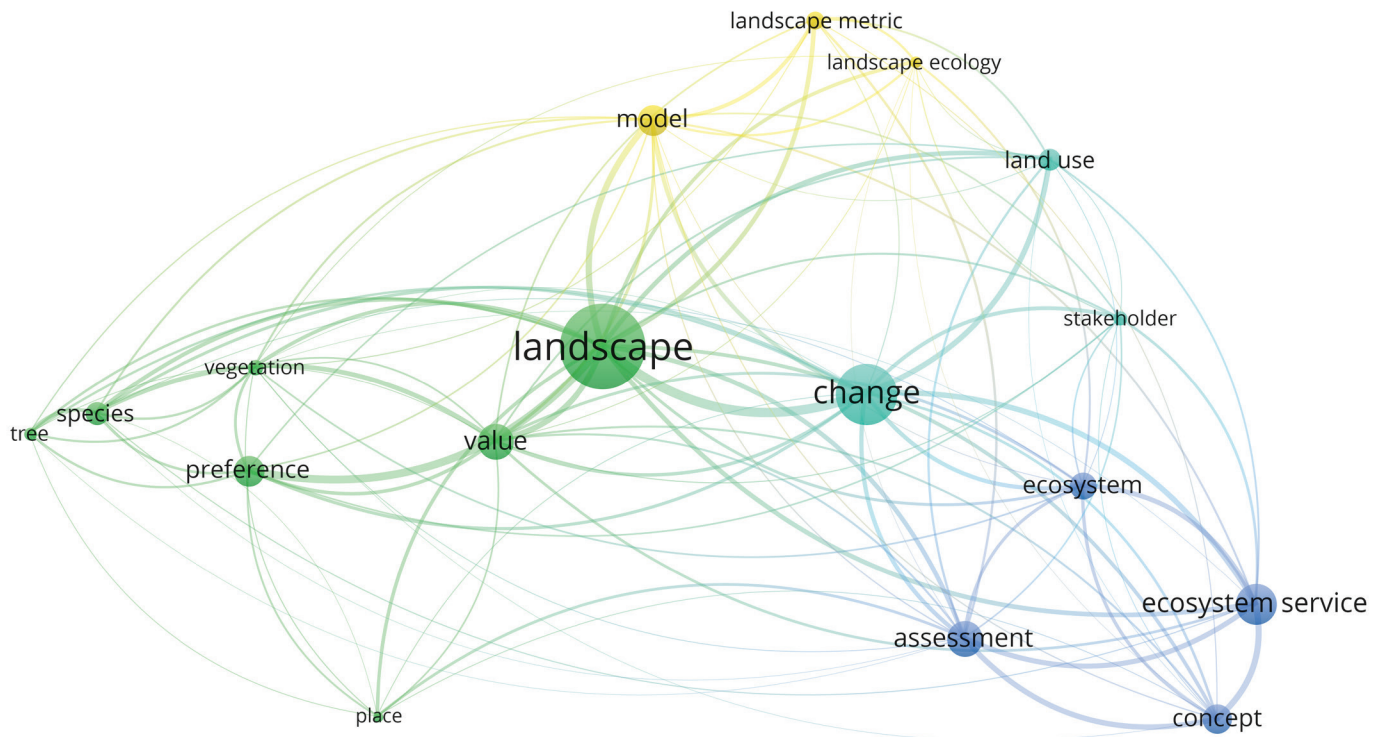 landscape metric
landscape ecology
model
land use
stakeholder
landscape
vegetation
change
species
tree
value
preference
ecosystem
ecosystem service
assessment
place
concept